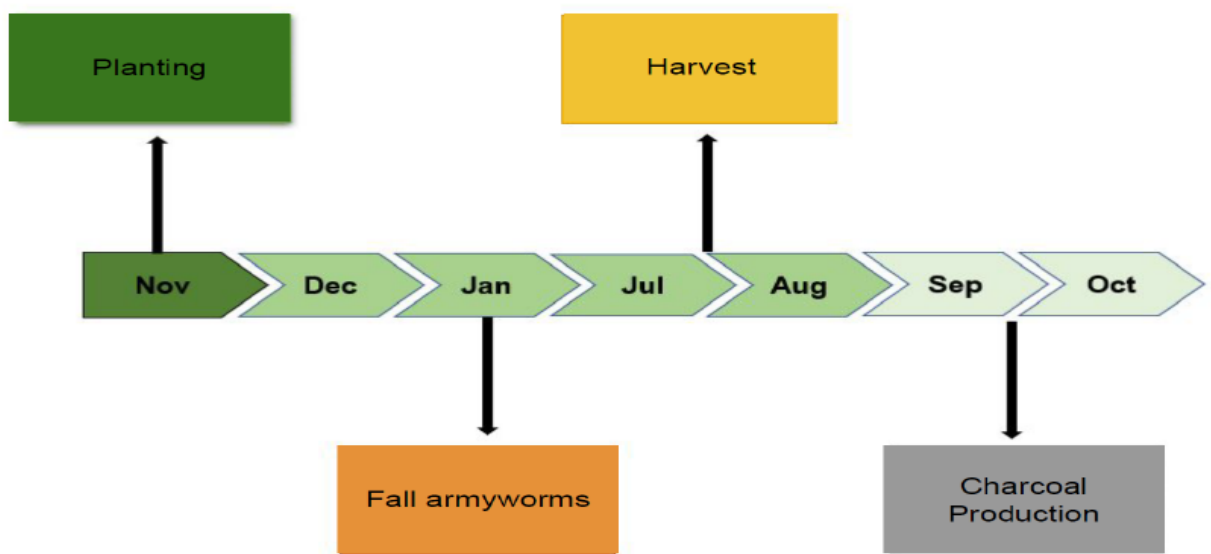 Planting
Harvest
Nov Dec Jan Jul Aug Sep Oct
Fall armyworms
Charcoal
Production